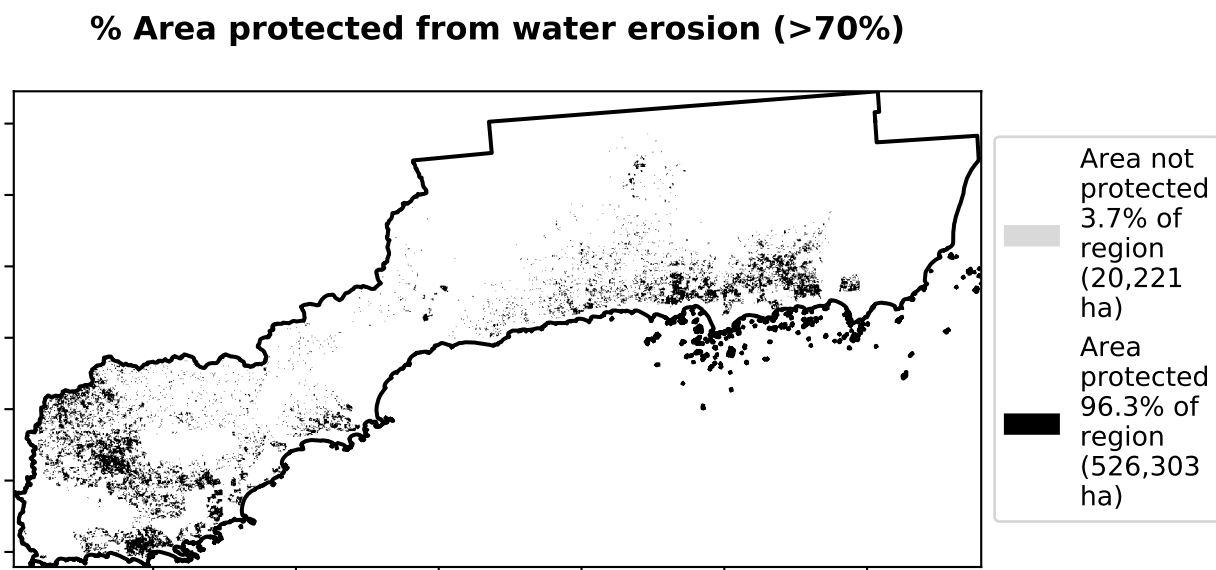 % Area protected from water erosion (>70%)
Area not
protected
3.7% of
region
(20,221
ha)
Area
protected
96.3% of
region
(526,303
ha)